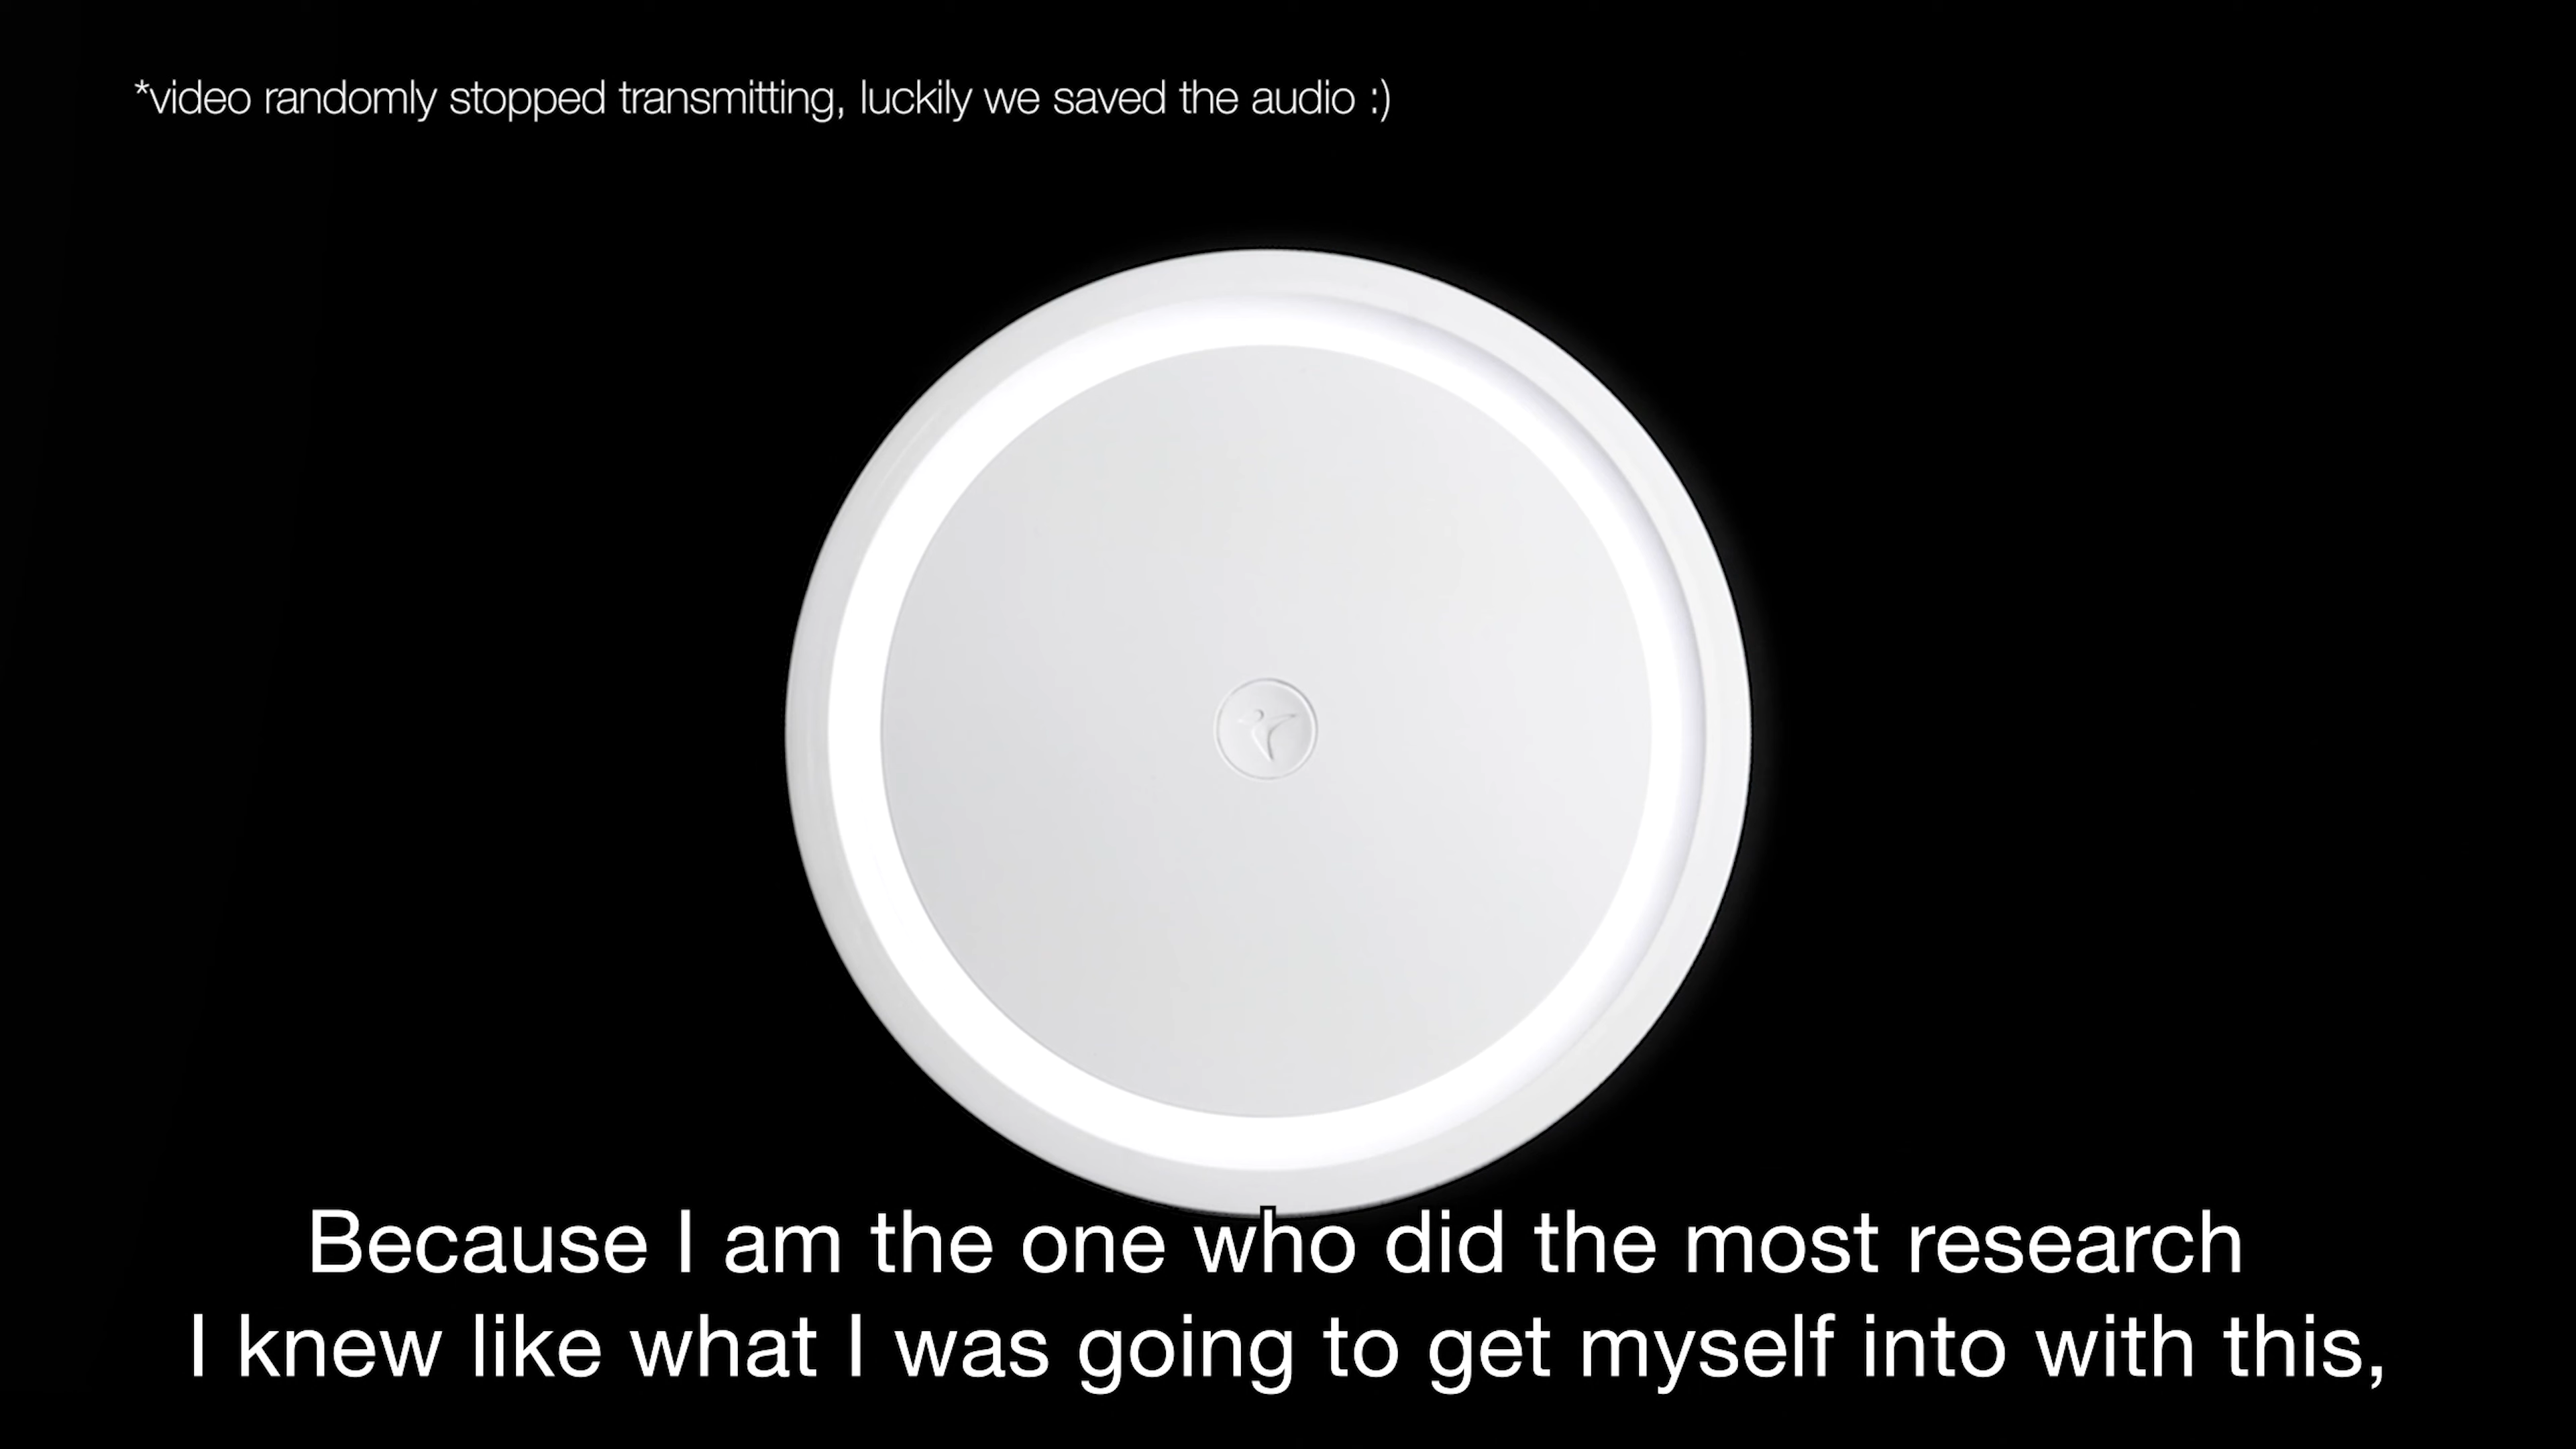 *video randomly stopped transmitting, luckily we saved the audio :)
Because I am the one who did the most research
I knew like what I was going to get myself into with this,